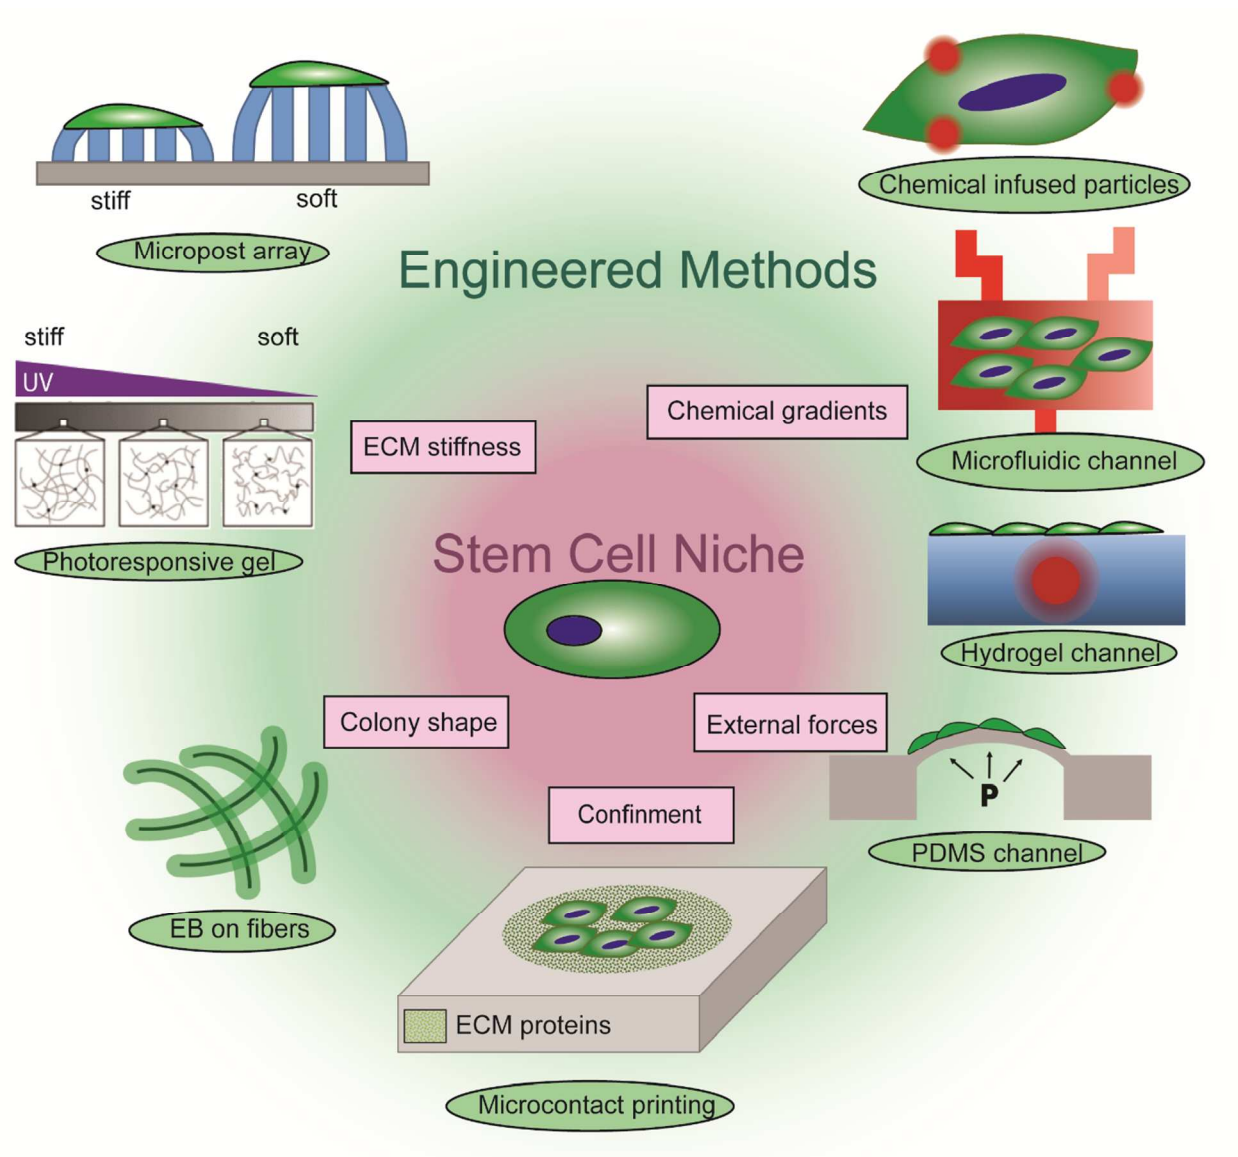 stiff
soft
Micropost array
Chemical infused particles
Engineered Methods
stiff
soft
UV
Photoresponsive gel
ECM stiffness
Chemical gradients
Microfluidic channel
Stem Cell Niche
Hydrogel channel
Colony shape
External forces
Confinment
P
PDMS channel
EB on fibers
ECM proteins
Microcontact printing